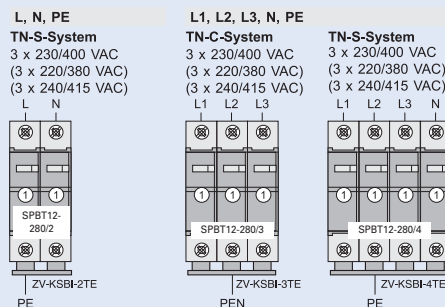 L, N, PE
TN-S-System
3 x 230/400 VAC
(3 x 220/380 VAC)
(3 x 240/415 VAC)
L N
1 1
SPBT12-
280/2
ZV-KSBI-2TE
PE
L1, L2, L3, N, PE
TN-C-System
3 x 230/400 VAC
(3 x 220/380 VAC)
(3 x 240/415 VAC)
L1 L2 L3
1 1 1
SPBT12-280/3
ZV-KSBI-3TE
PEN
TN-S-System
3 x 230/400 VAC
(3 x 220/380 VAC)
(3 x 240/415 VAC)
L1 L2 L3 N
1 1 1 1
SPBT12-280/4
ZV-KSBI-4TE
PE